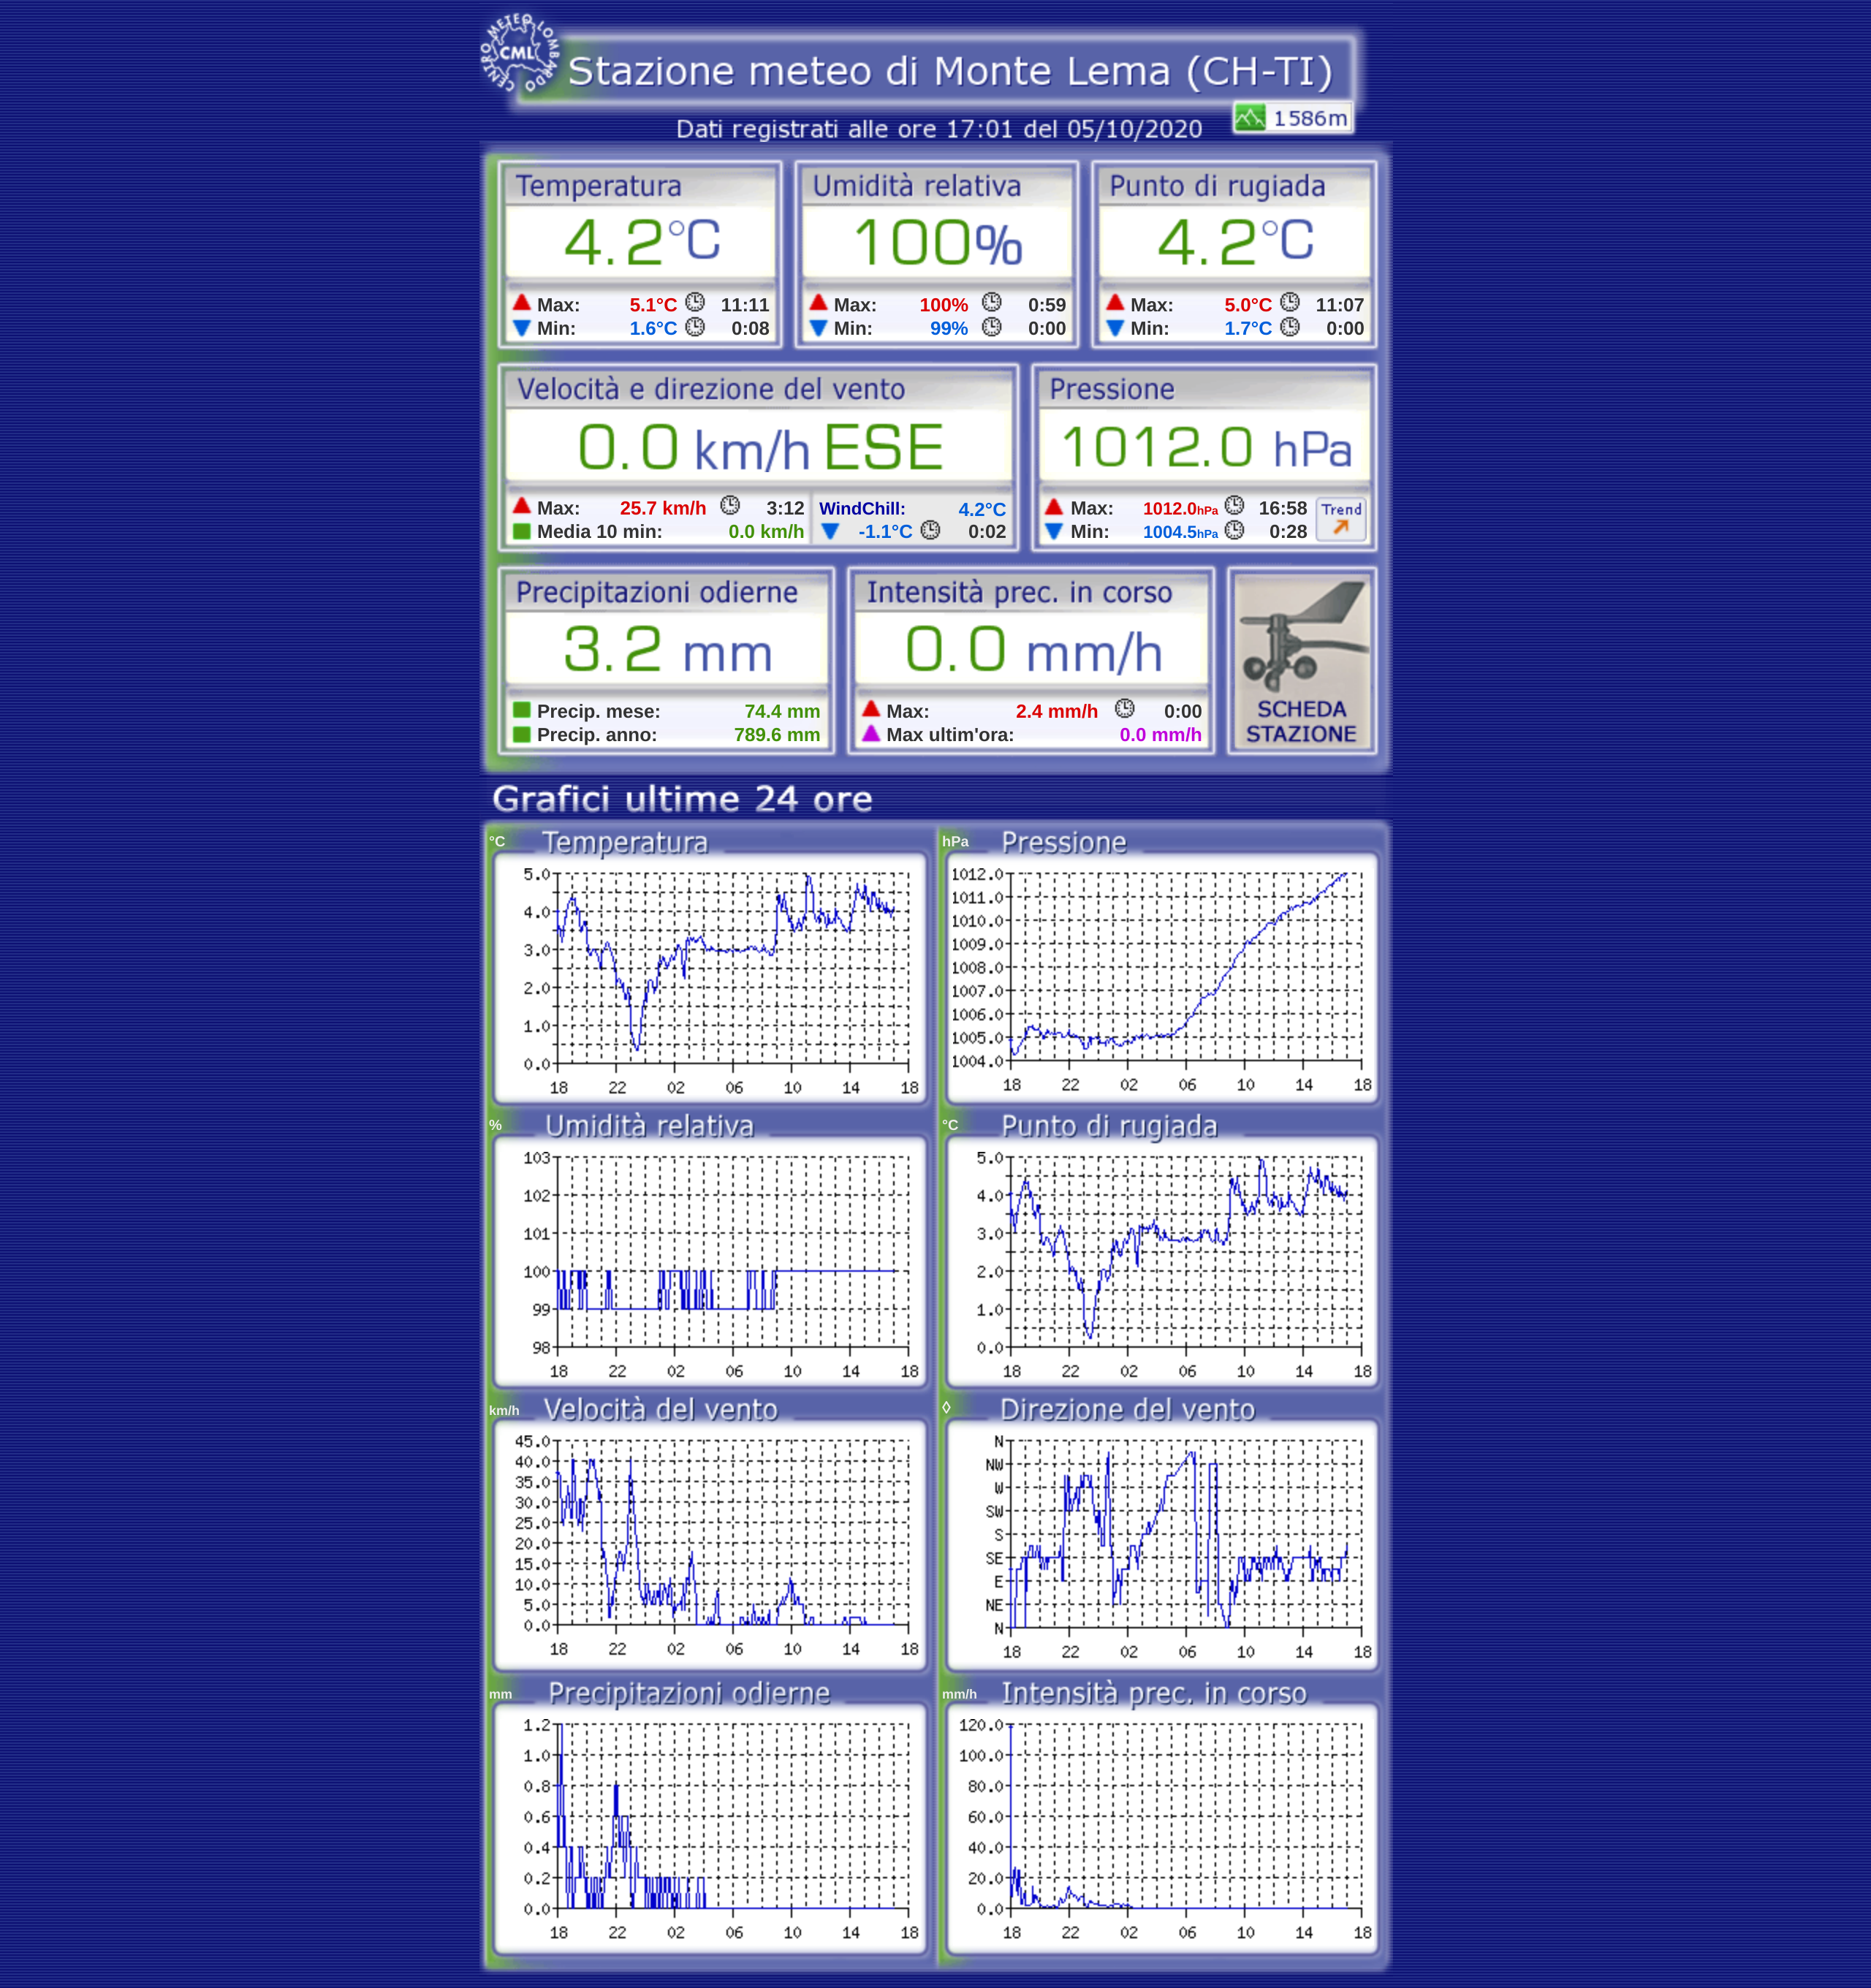 CENTRO METEO LOMBARDO
CML
Stazione meteo di Monte Lema (CH-TI)
1586m
Dati registrati alle ore 17:01 del 05/10/2020
Temperatura
4.2°C
Max: 5.1°C 11:11
Min: 1.6°C 0:08
Umidità relativa
100%
Max: 100% 0:59
Min: 99% 0:00
Punto di rugiada
4.2°C
Max: 5.0°C 11:07
Min: 1.7°C 0:00
Velocità e direzione del vento
0.0 km/h ESE
Max: 25.7 km/h 3:12
Media 10 min: 0.0 km/h
WindChill: 4.2°C
-1.1°C 0:02
Pressione
1012.0 hPa
Max: 1012.0hPa 16:58
Min: 1004.5hPa 0:28
Trend
Precipitazioni odierne
3.2 mm
Precip. mese: 74.4 mm
Precip. anno: 789.6 mm
Intensità prec. in corso
0.0 mm/h
Max: 2.4 mm/h 0:00
Max ultim'ora: 0.0 mm/h
SCHEDA
STAZIONE
Grafici ultime 24 ore
°C Temperatura
5.0
4.0
3.0
2.0
1.0
0.0
18 22 02 06 10 14 18
hPa Pressione
1012.0
1011.0
1010.0
1009.0
1008.0
1007.0
1006.0
1005.0
1004.0
18 22 02 06 10 14 18
% Umidità relativa
103
102
101
100
99
98
18 22 02 06 10 14 18
°C Punto di rugiada
5.0
4.0
3.0
2.0
1.0
0.0
18 22 02 06 10 14 18
km/h Velocità del vento
45.0
40.0
35.0
30.0
25.0
20.0
15.0
10.0
5.0
0.0
18 22 02 06 10 14 18
◊ Direzione del vento
N
NW
W
SW
S
SE
E
NE
N
18 22 02 06 10 14 18
mm Precipitazioni odierne
1.2
1.0
0.8
0.6
0.4
0.2
0.0
18 22 02 06 10 14 18
mm/h Intensità prec. in corso
120.0
100.0
80.0
60.0
40.0
20.0
0.0
18 22 02 06 10 14 18